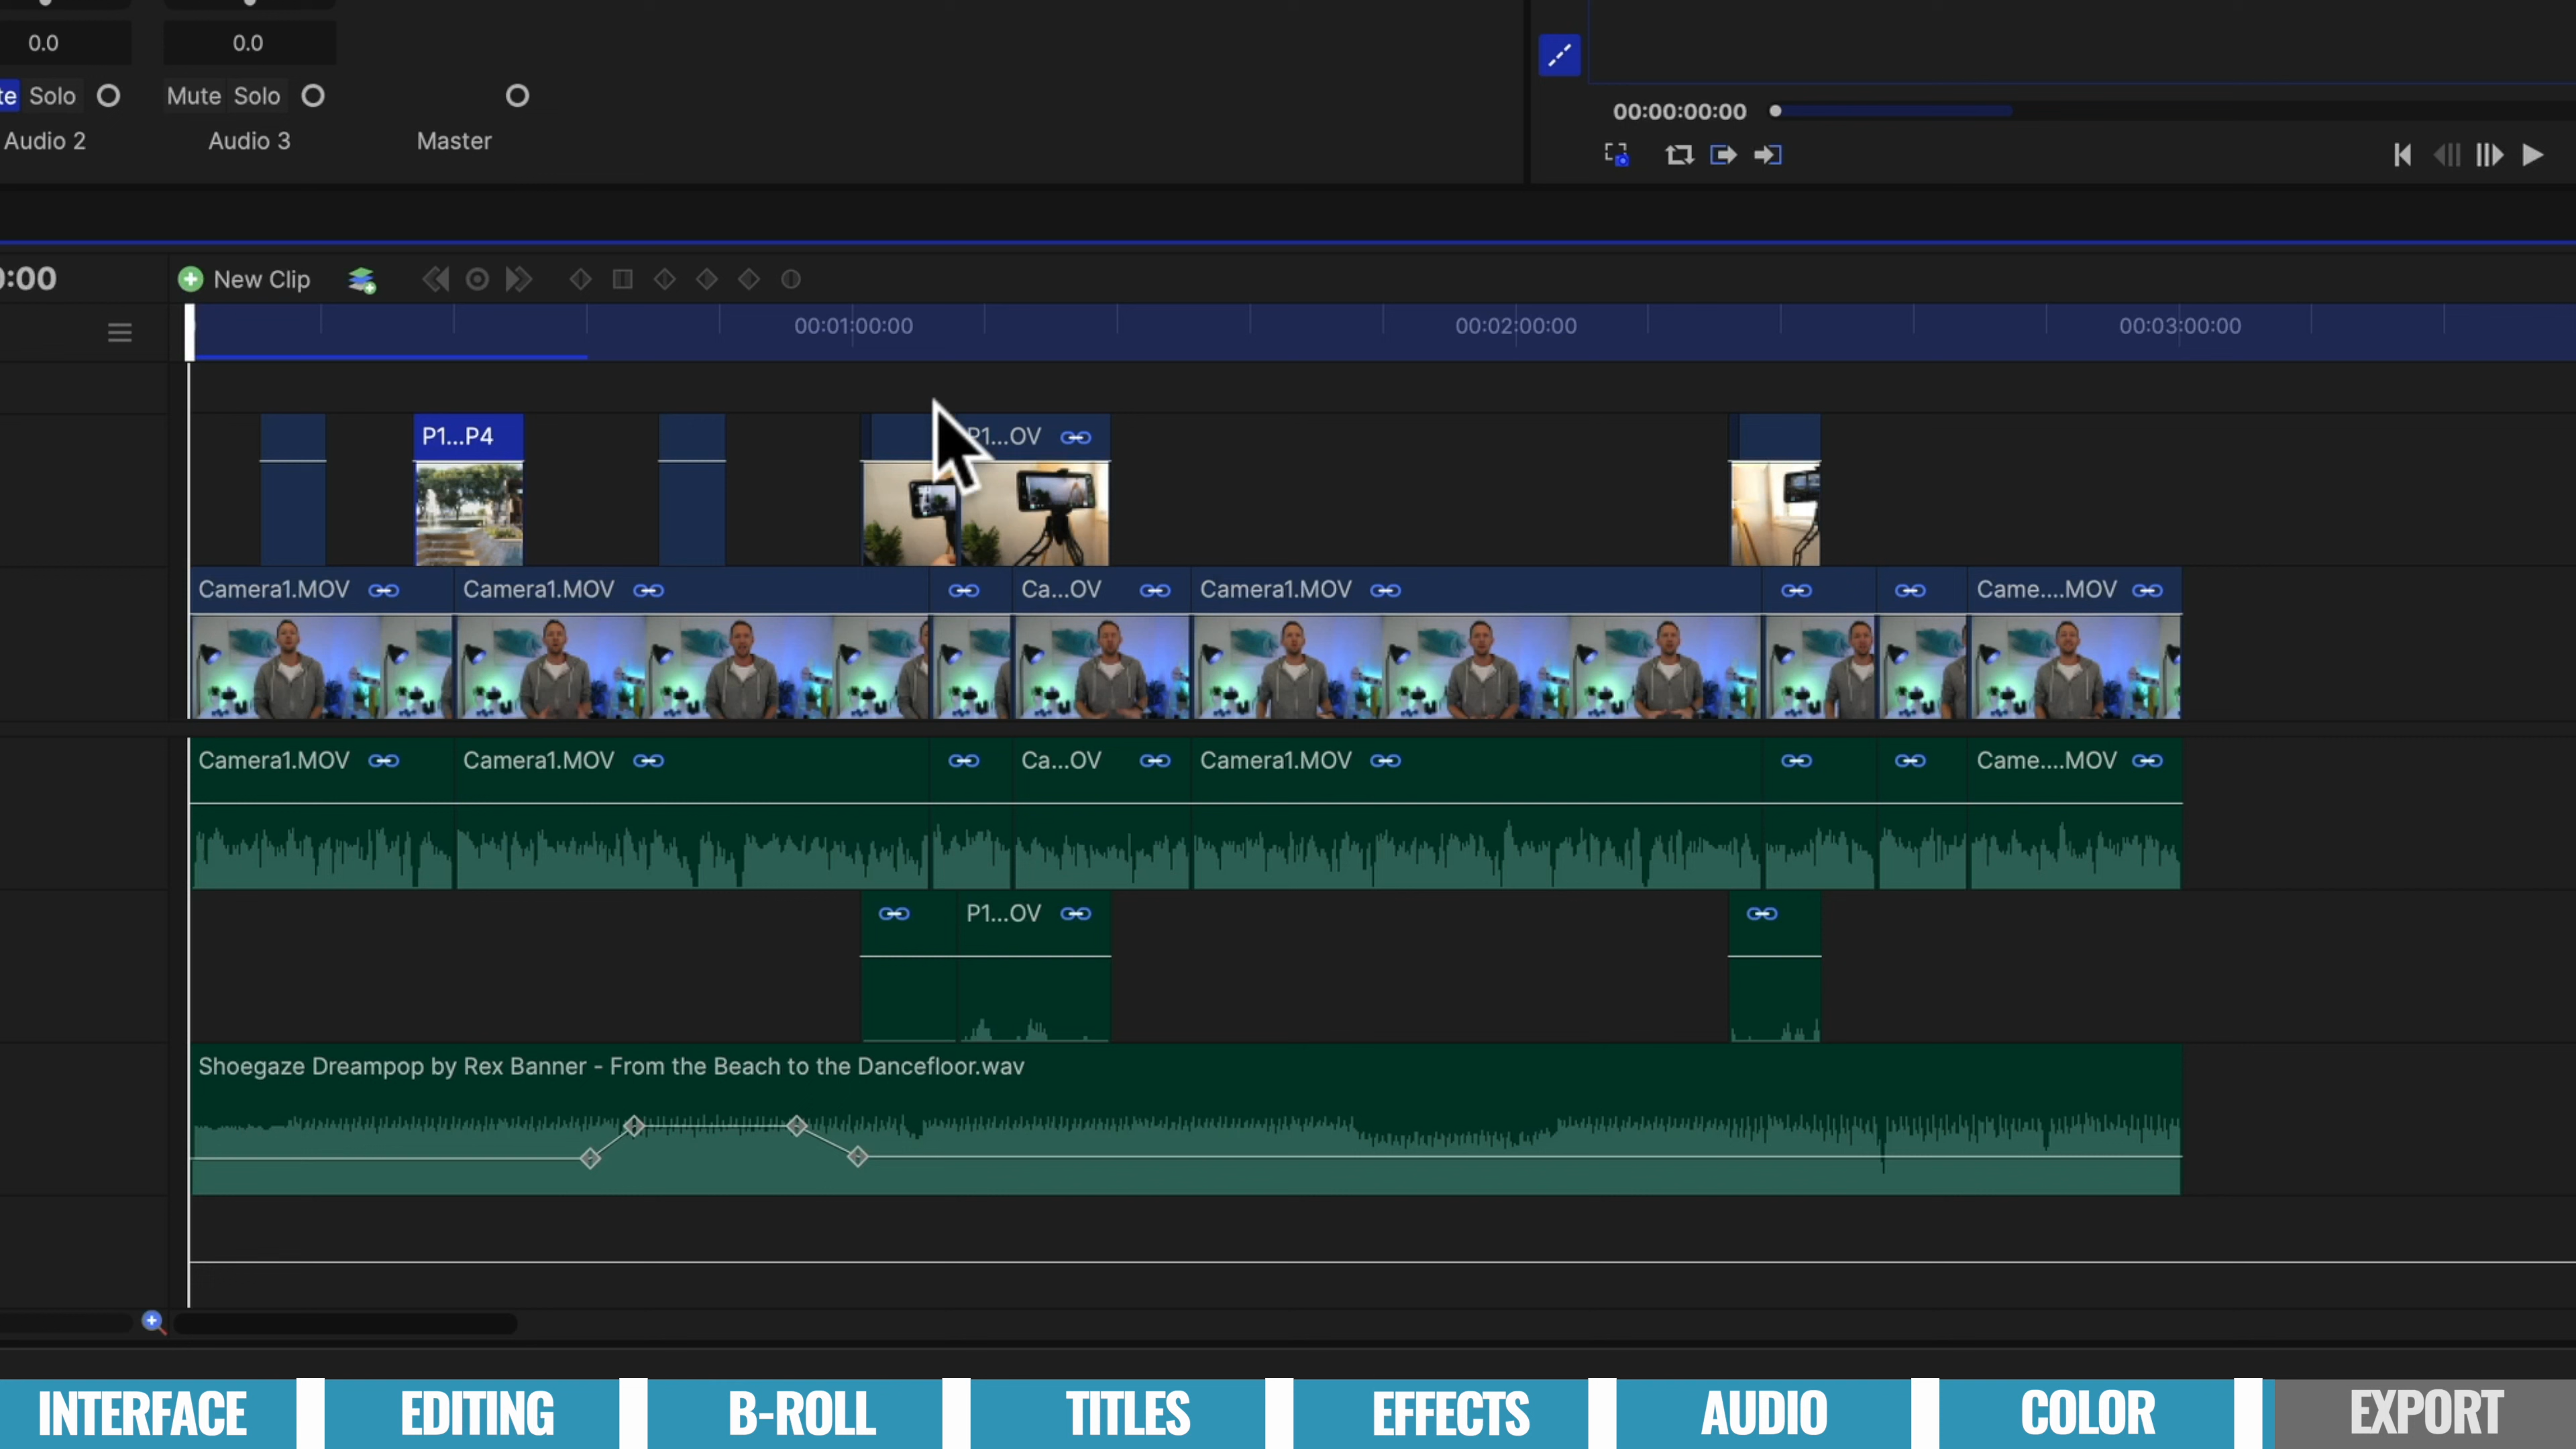 0.0
0.0
te Solo
Mute Solo
Audio 2
Audio 3
Master
00:00:00:00
0:00
New Clip
00:01:00:00
00:02:00:00
00:03:00:00
P1...P4
P1...OV
Camera1.MOV
Camera1.MOV
Ca...OV
Camera1.MOV
Came....MOV
Camera1.MOV
Camera1.MOV
Ca...OV
Camera1.MOV
Came....MOV
P1...OV
Shoegaze Dreampop by Rex Banner - From the Beach to the Dancefloor.wav
INTERFACE
EDITING
B-ROLL
TITLES
EFFECTS
AUDIO
COLOR
EXPORT